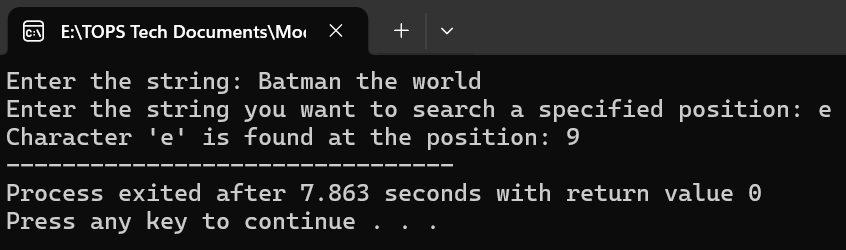 E:\TOPS Tech Documents\Mod
Enter the string: Batman the world
Enter the string you want to search a specified position: e
Character 'e' is found at the position: 9
--------------------------------
Process exited after 7.863 seconds with return value 0
Press any key to continue . . .